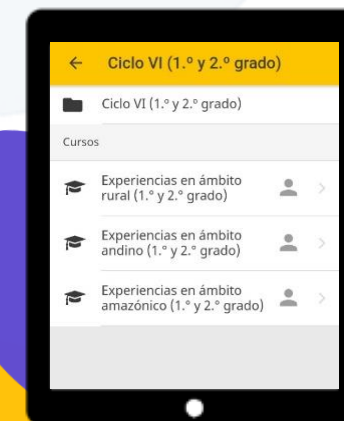 Ciclo VI (1.º y 2.º grado)
Ciclo VI (1.º y 2.º grado)
Cursos
Experiencias en ámbito
rural (1.° y 2.° grado)
Experiencias en ámbito
andino (1.° y 2.° grado)
Experiencias en ámbito
amazónico (1.° y 2.° grado)